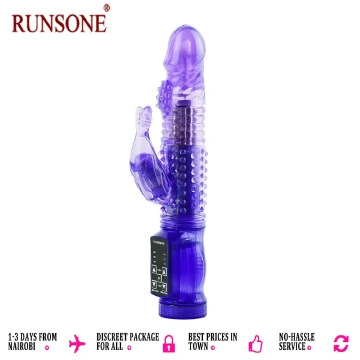 RUNSONE®
1-3 DAYS FROM
NAIROBI
DISCREET PACKAGE
FOR ALL
BEST PRICES IN
TOWN
NO-HASSLE
SERVICE